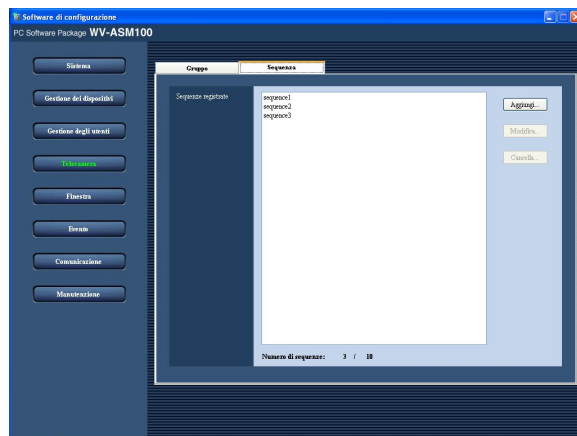 Software di configurazione
PC Software Package WV-ASM100
Sistema
Gestione dei dispositivi
Gestione degli utenti
Telecamera
Finestra
Evento
Comunicazione
Manutenzione
Gruppo
Sequenza
Sequenze registrate
sequence1
sequence2
sequence3
Aggiungi...
Modifica...
Cancella...
Numero di sequenze: 3 / 10